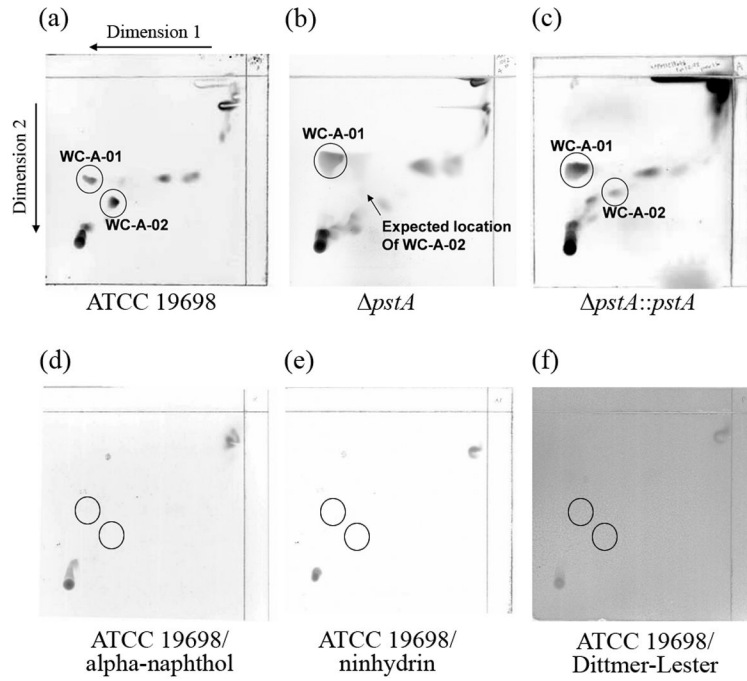 (a)
Dimension 1
(b)
(c)
Dimension 2
WC-A-01
WC-A-02
WC-A-01
Expected location
Of WC-A-02
WC-A-01
WC-A-02
ATCC 19698
ΔpstA
ΔpstA::pstA
(d)
(e)
(f)
ATCC 19698/
alpha-naphthol
ATCC 19698/
ninhydrin
ATCC 19698/
Dittmer-Lester